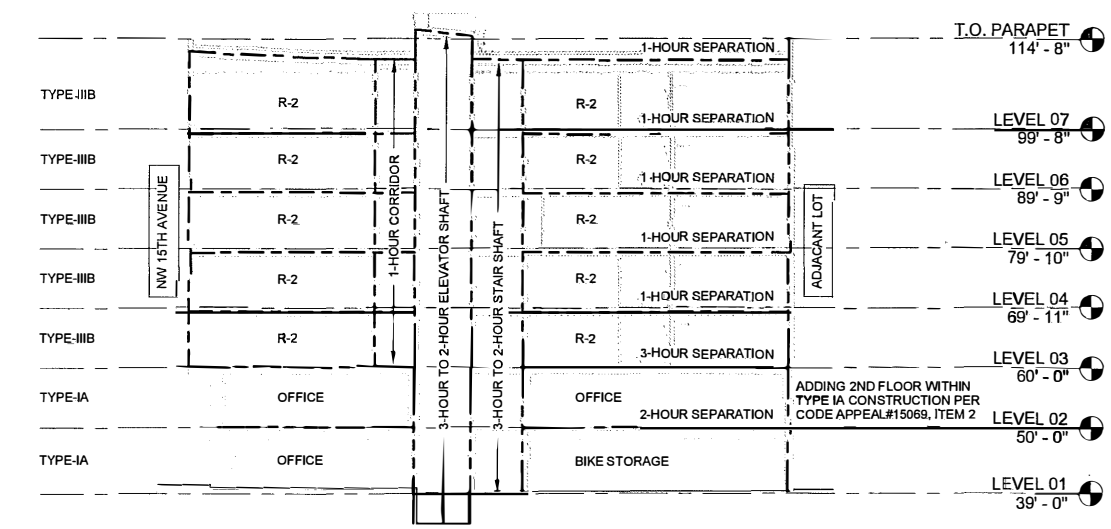 T.O. PARAPET
114' - 8"
1-HOUR SEPARATION
TYPE-IIIB
R-2
R-2
1-HOUR SEPARATION
LEVEL 07
99' - 8"
TYPE-IIIB
R-2
R-2
1-HOUR SEPARATION
LEVEL 06
89' - 9"
TYPE-IIIB
R-2
R-2
1-HOUR SEPARATION
LEVEL 05
79' - 10"
TYPE-IIIB
R-2
R-2
1-HOUR SEPARATION
LEVEL 04
69' - 11"
TYPE-IIIB
R-2
R-2
3-HOUR SEPARATION
LEVEL 03
60' - 0"
NW 15TH AVENUE
1-HOUR CORRIDOR
3-HOUR TO 2-HOUR ELEVATOR SHAFT
3-HOUR TO 2-HOUR STAIR SHAFT
ADJACANT LOT
TYPE-IA
OFFICE
OFFICE
ADDING 2ND FLOOR WITHIN
TYPE IA CONSTRUCTION PER
CODE APPEAL#15069, ITEM 2
2-HOUR SEPARATION
LEVEL 02
50' - 0"
TYPE-IA
OFFICE
BIKE STORAGE
LEVEL 01
39' - 0"